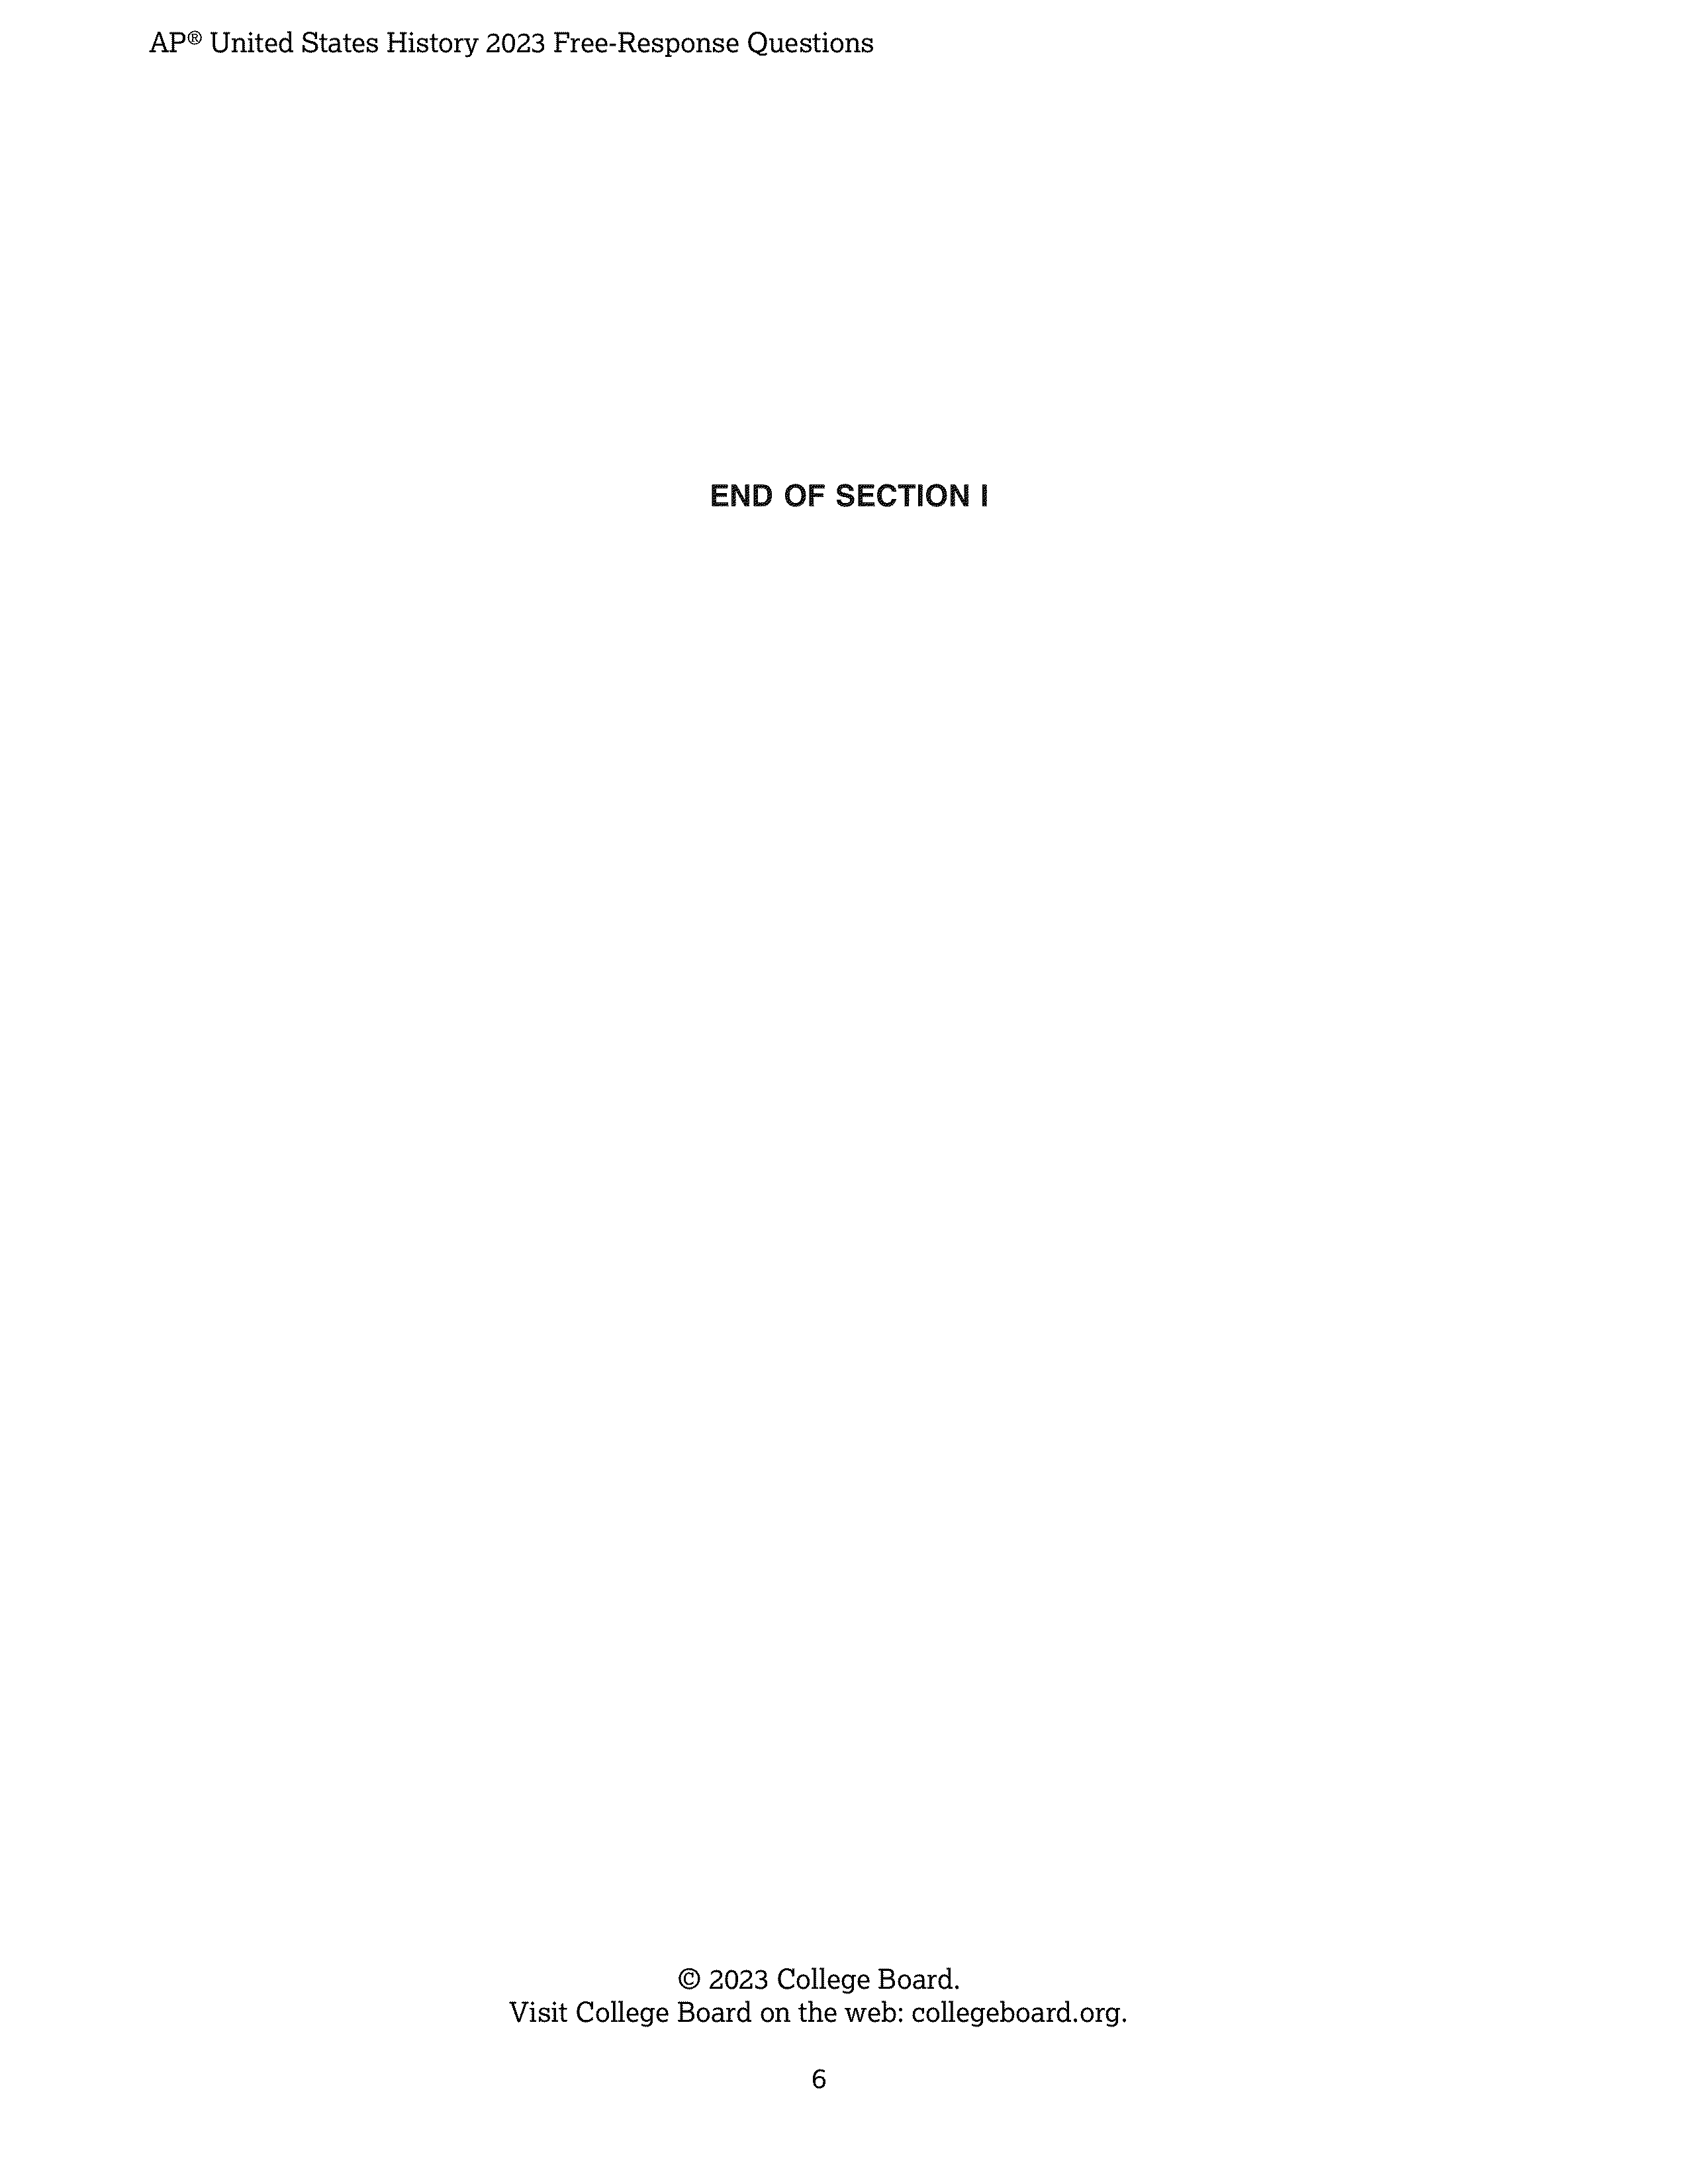 AP® United States History 2023 Free-Response Questions
END OF SECTION I
© 2023 College Board.
Visit College Board on the web: collegeboard.org.
6